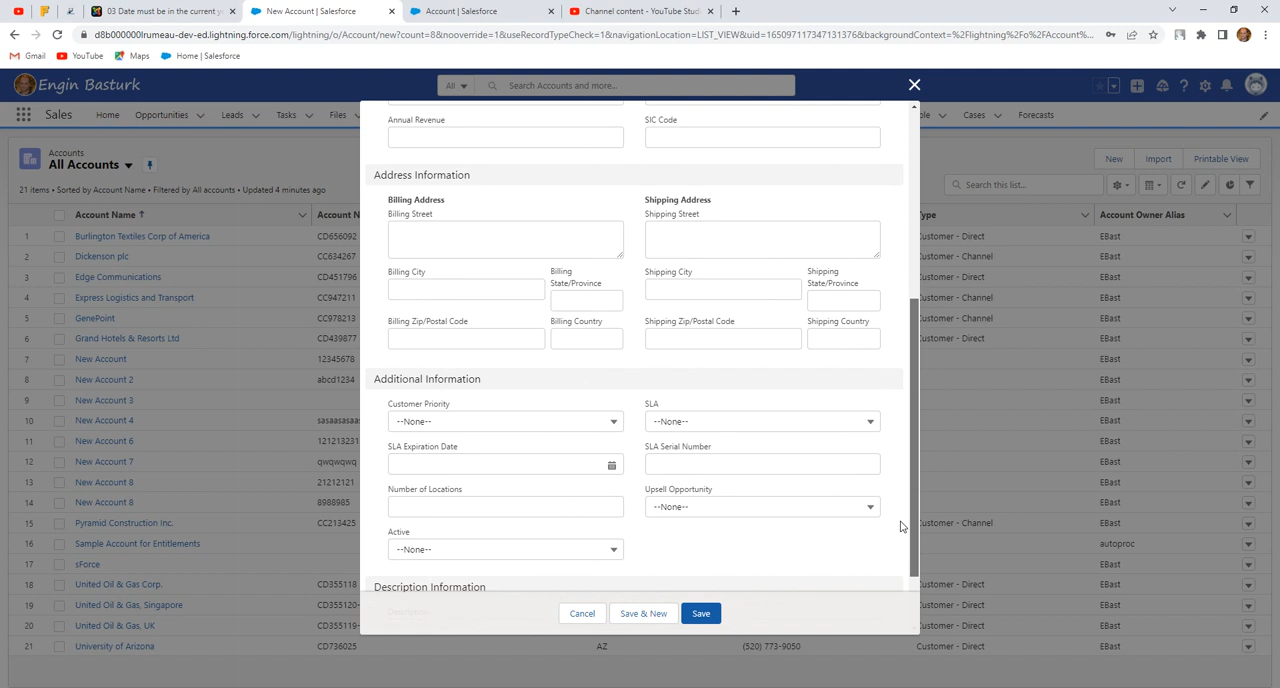 03 Date must be in the current y
New Account | Salesforce
Account | Salesforce
Channel content - YouTube Stud
d8b000000lrumeau-dev-ed.lightning.force.com/lightning/o/Account/new?count=8&nooverride=1&useRecordTypeCheck=1&navigationLocation=LIST_VIEW&uid=165097117347131376&backgroundContext=%2Flightning%2Fo%2FAccount%...
Gmail YouTube Maps Home | Salesforce
Engin Basturk
All Search Accounts and more...
Sales Home Opportunities Leads Tasks Files Cases Forecasts
Accounts
All Accounts
New Import Printable View
21 items • Sorted by Account Name • Filtered by All accounts • Updated 4 minutes ago
Search this list...
Account Name Account N Type Account Owner Alias
1 Burlington Textiles Corp of America CD656092 Customer - Direct EBast
2 Dickenson plc CC634267 Customer - Channel EBast
3 Edge Communications CD451796 Customer - Direct EBast
4 Express Logistics and Transport CC947211 Customer - Channel EBast
5 GenePoint CC978213 Customer - Channel EBast
6 Grand Hotels & Resorts Ltd CD439877 Customer - Direct EBast
7 New Account 12345678 EBast
8 New Account 2 abcd1234 EBast
9 New Account 3 EBast
10 New Account 4 sasaasasaa EBast
11 New Account 6 121213231 EBast
12 New Account 7 qwqwqwq EBast
13 New Account 8 21212121 EBast
14 New Account 8 8988985 EBast
15 Pyramid Construction Inc. CC213425 Customer - Channel EBast
16 Sample Account for Entitlements autoproc
17 sForce EBast
18 United Oil & Gas Corp. CD355118 Customer - Direct EBast
19 United Oil & Gas, Singapore CD355120- Customer - Direct EBast
20 United Oil & Gas, UK CD355119- Customer - Direct EBast
21 University of Arizona CD736025 AZ (520) 773-9050 Customer - Direct EBast
Annual Revenue SIC Code
Address Information
Billing Address Shipping Address
Billing Street Shipping Street
Billing City Billing State/Province Shipping City Shipping State/Province
Billing Zip/Postal Code Billing Country Shipping Zip/Postal Code Shipping Country
Additional Information
Customer Priority SLA
--None-- --None--
SLA Expiration Date SLA Serial Number
Number of Locations Upsell Opportunity
--None--
Active
--None--
Description Information
Description
Cancel Save & New Save